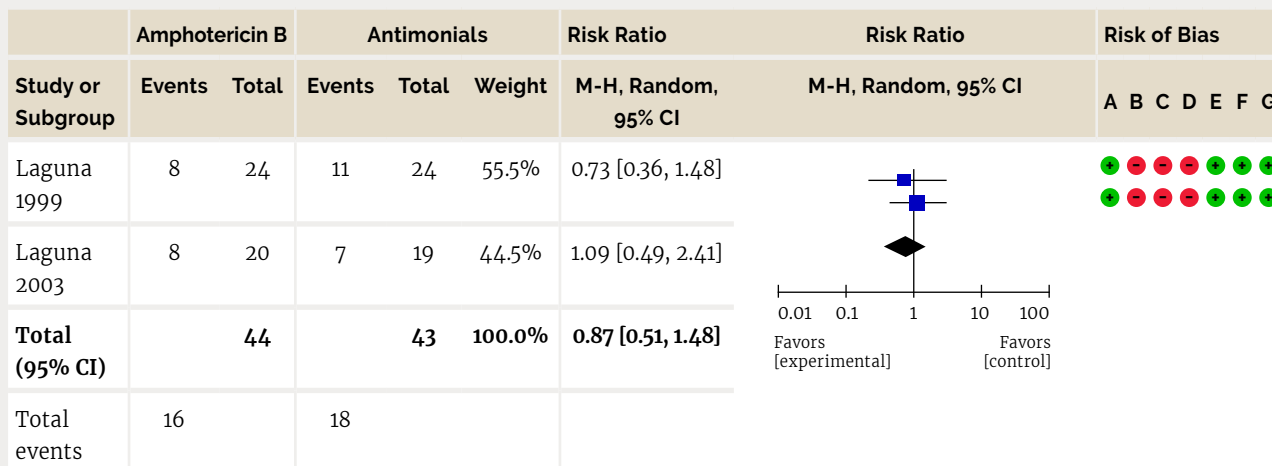 Amphotericin B Antimonials Risk Ratio Risk Ratio Risk of Bias
Study or Subgroup Events Total Events Total Weight M-H, Random, 95% CI M-H, Random, 95% CI A B C D E F G
Laguna 1999 8 24 11 24 55.5% 0.73 [0.36, 1.48] + - - - + + +
Laguna 2003 8 20 7 19 44.5% 1.09 [0.49, 2.41] + - - - + + +
Total (95% CI) 44 43 100.0% 0.87 [0.51, 1.48]
Total events 16 18
0.01 0.1 1 10 100
Favors [experimental] Favors [control]